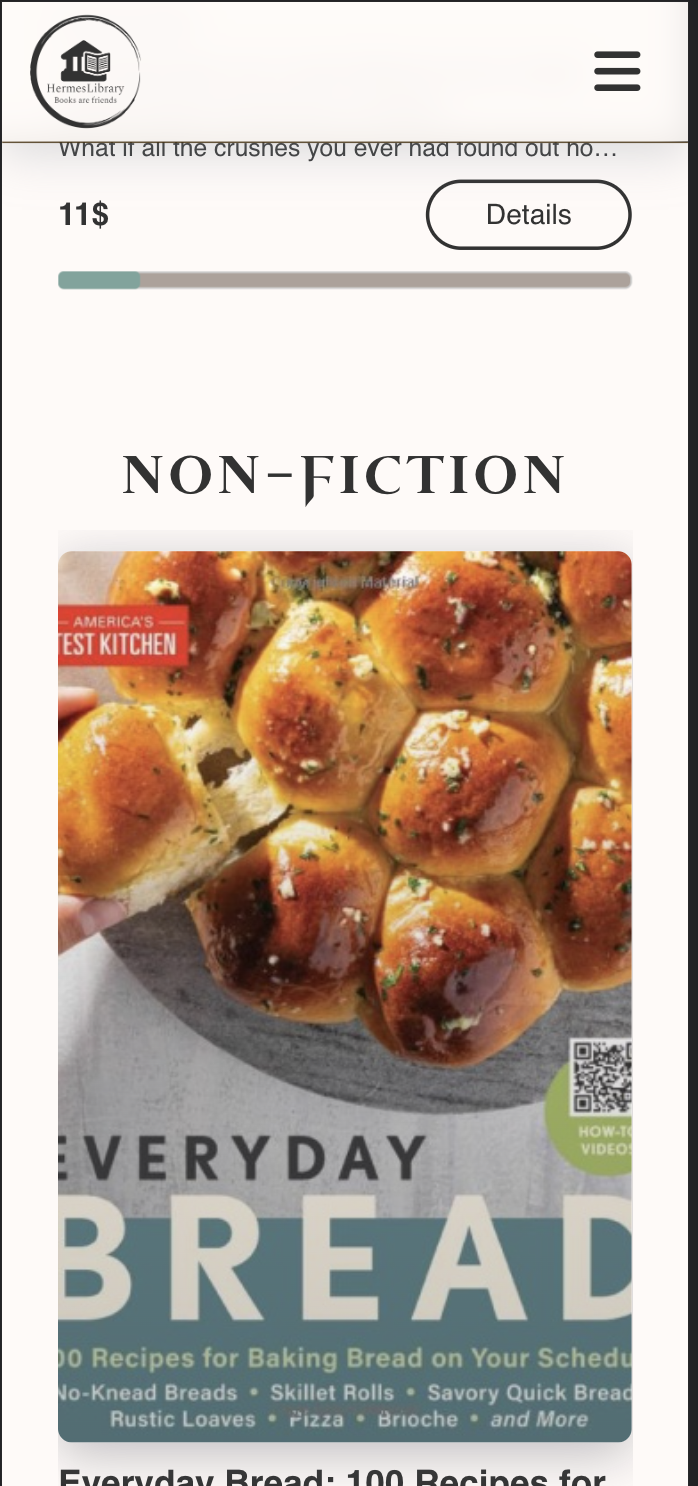 HermesLibrary
Books are friends
What if all the crushes you ever had found out ho…
11$
Details
NON-FICTION
Copyrighted Material
AMERICA'S
TEST KITCHEN
HOW-TO
VIDEOS
EVERYDAY
BREAD
00 Recipes for Baking Bread on Your Schedu
No-Knead Breads • Skillet Rolls • Savory Quick Bread
Rustic Loaves • Pizza • Brioche • and More
Everyday Bread: 100 Recipes for